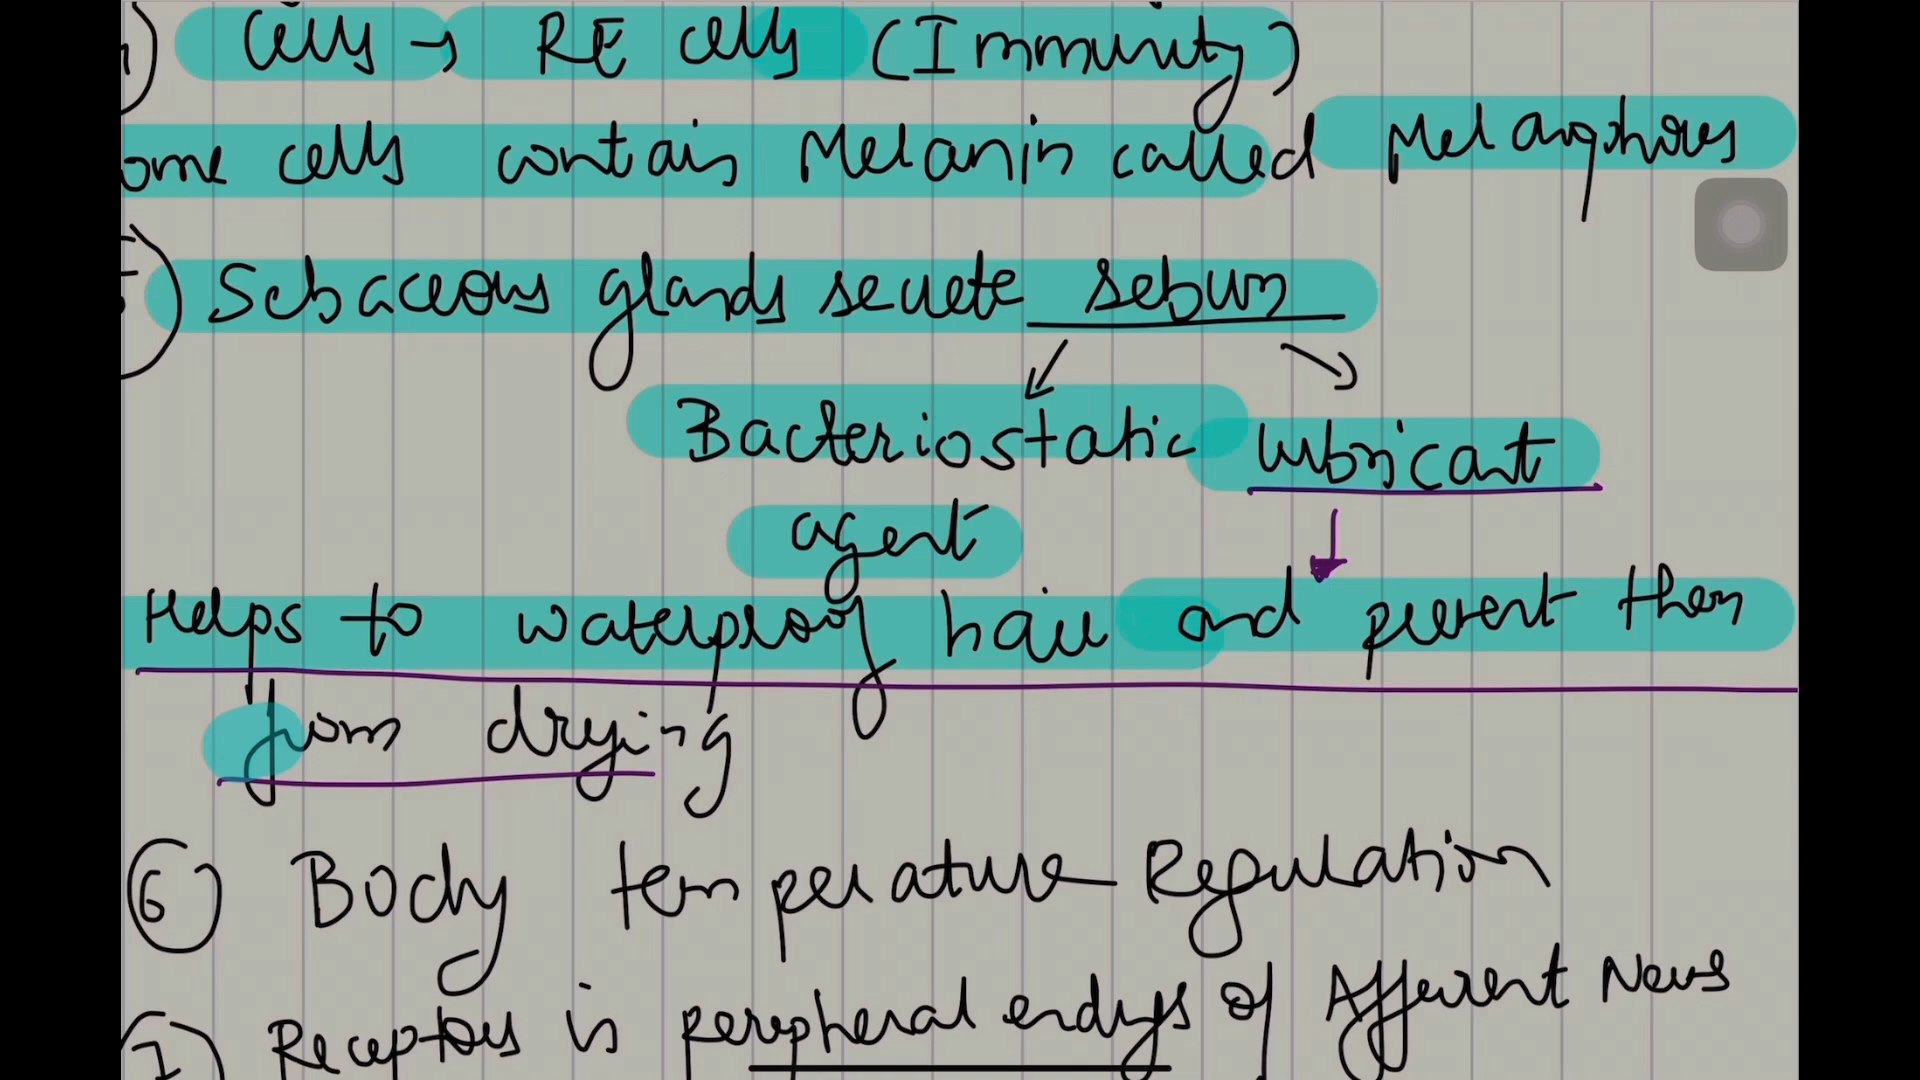 Cells → RE cells (Immunity)
ome cells contain Melanin called Melanophores
5) Sebaceous glands secrete sebum
Bacteriostatic lubricant
agent
Helps to waterproof hair and prevent them
from drying
6 Body temperature Regulation
7) Receptors is peripheral endings of Afferent Nerves